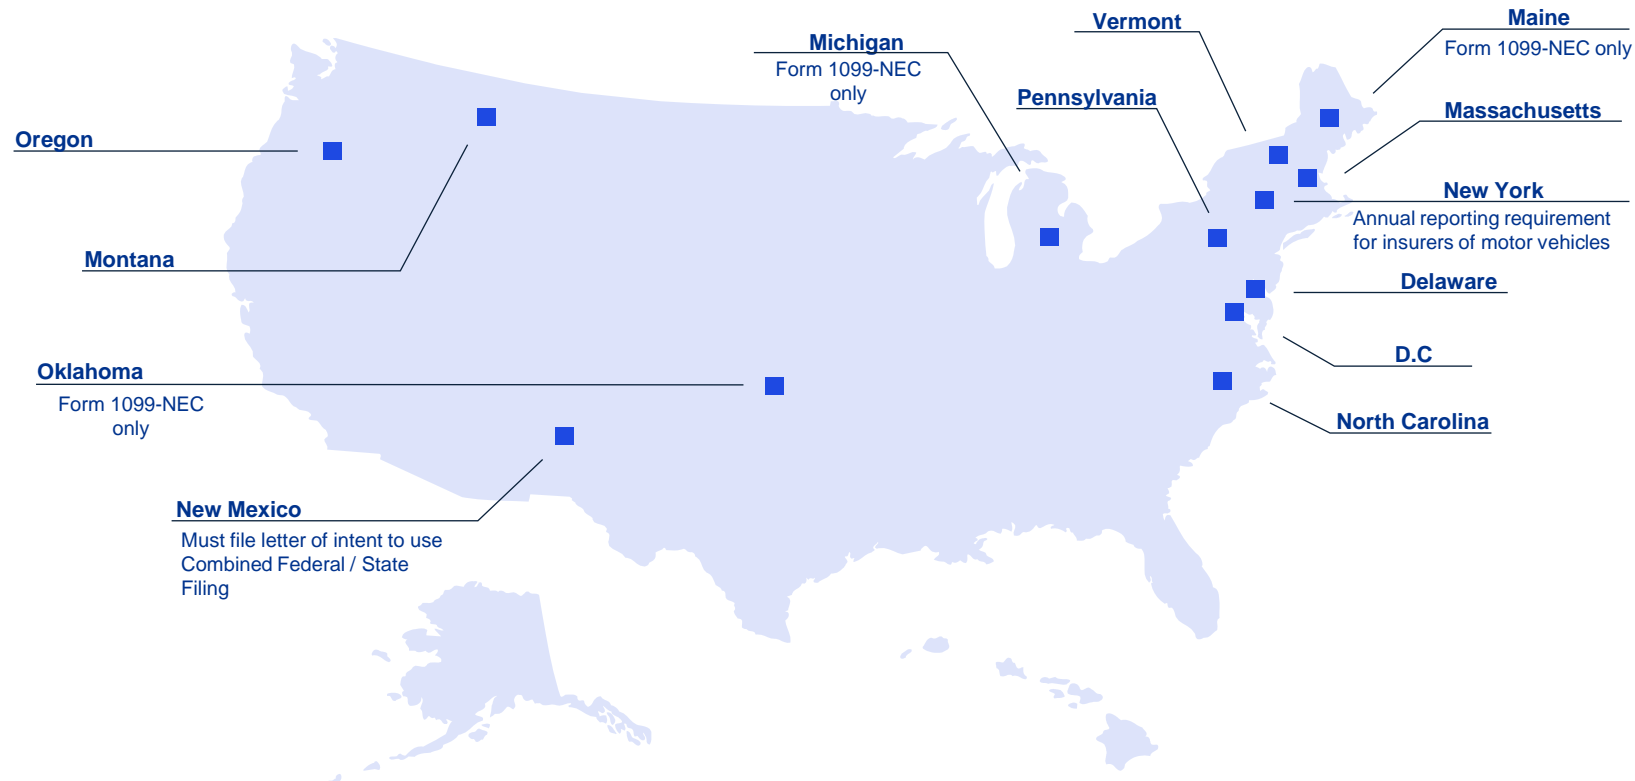 Vermont
Maine
Form 1099-NEC only
Michigan
Form 1099-NEC
only
Pennsylvania
Massachusetts
Oregon
New York
Annual reporting requirement
for insurers of motor vehicles
Montana
Delaware
D.C
Oklahoma
Form 1099-NEC
only
North Carolina
New Mexico
Must file letter of intent to use
Combined Federal / State
Filing